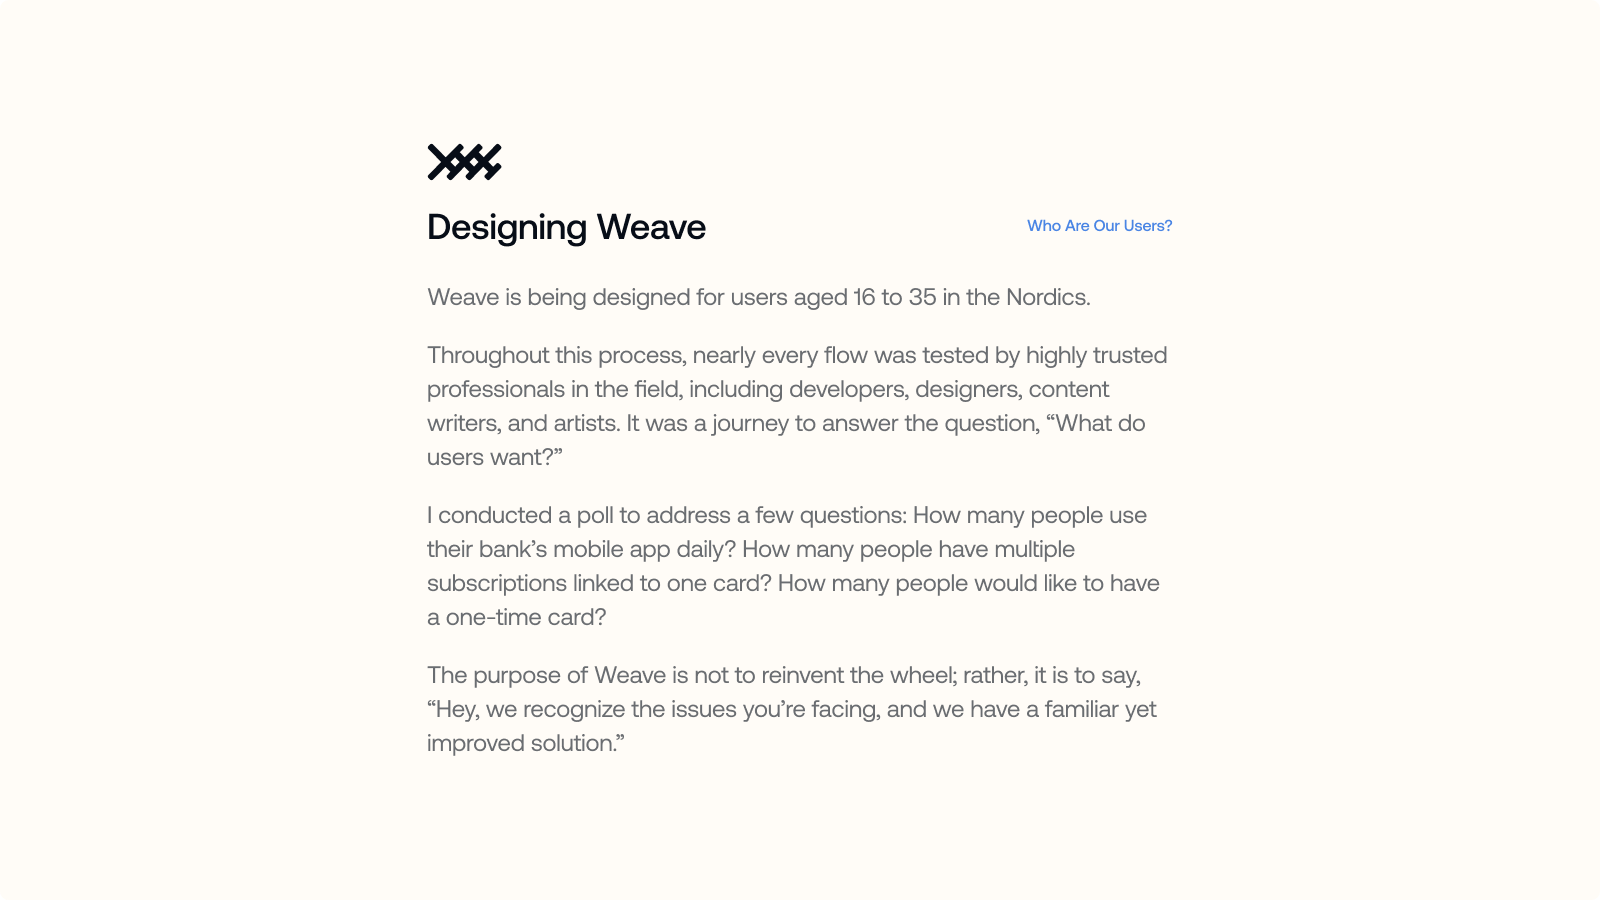 Designing Weave
Who Are Our Users?
Weave is being designed for users aged 16 to 35 in the Nordics.
Throughout this process, nearly every flow was tested by highly trusted
professionals in the field, including developers, designers, content
writers, and artists. It was a journey to answer the question, “What do
users want?”
I conducted a poll to address a few questions: How many people use
their bank’s mobile app daily? How many people have multiple
subscriptions linked to one card? How many people would like to have
a one-time card?
The purpose of Weave is not to reinvent the wheel; rather, it is to say,
“Hey, we recognize the issues you’re facing, and we have a familiar yet
improved solution.”